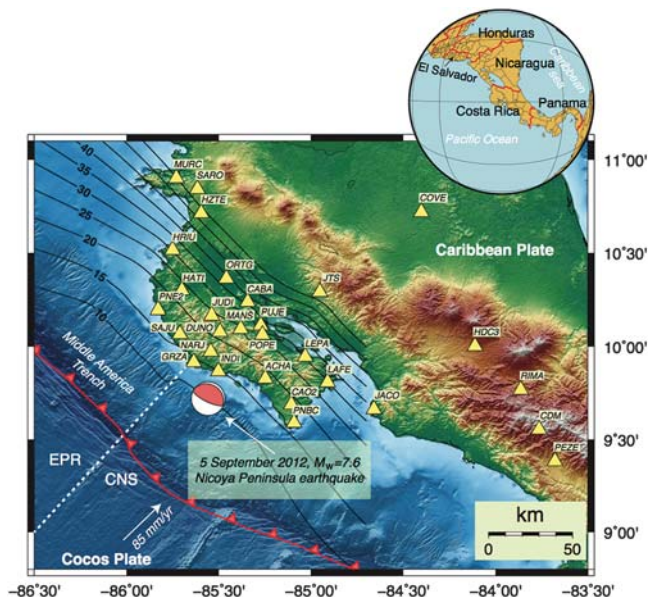 Honduras
Caribbean sea
El Salvador
Nicaragua
Costa Rica
Panama
Pacific Ocean
40
35
30
25
20
15
10
MURC
SARO
HZTE
COVE
11°00'
Caribbean Plate
HRIU
10°30'
ORTG
JTS
HATI
CABA
PNE2
JUDI
PUJE
MANS
SAJU
DUNO
HDC3
10°00'
NARJ
POPE
LEPA
GRZA
INDI
ACHA
LAFE
RIMA
CAO2
JACO
PNBC
CDM
PEZE
9°30'
Middle America
Trench
5 September 2012, Mw=7.6
Nicoya Peninsula earthquake
EPR
CNS
85 mm/yr
Cocos Plate
km
0 50
9°00'
−86°30' −86°00' −85°30' −85°00' −84°30' −84°00' −83°30'